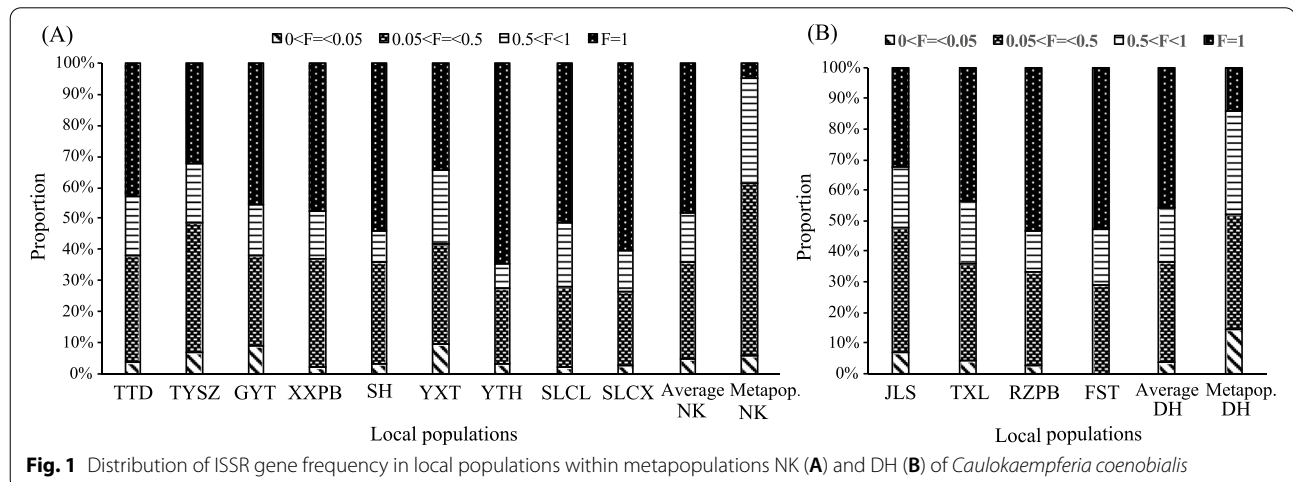 (A)
0<F=<0.05 0.05<F=<0.5 0.5<F<1 F=1
100%
90%
80%
70%
60%
50%
40%
30%
20%
10%
0%
Proportion
TTD TYSZ GYT XXPB SH YXT YTH SLCL SLCX Average NK Metapop. NK
Local populations
(B)
0<F=<0.05 0.05<F=<0.5 0.5<F<1 F=1
100%
90%
80%
70%
60%
50%
40%
30%
20%
10%
0%
Proportion
JLS TXL RZPB FST Average DH Metapop. DH
Local populations
Fig. 1 Distribution of ISSR gene frequency in local populations within metapopulations NK (A) and DH (B) of Caulokaempferia coenobialis